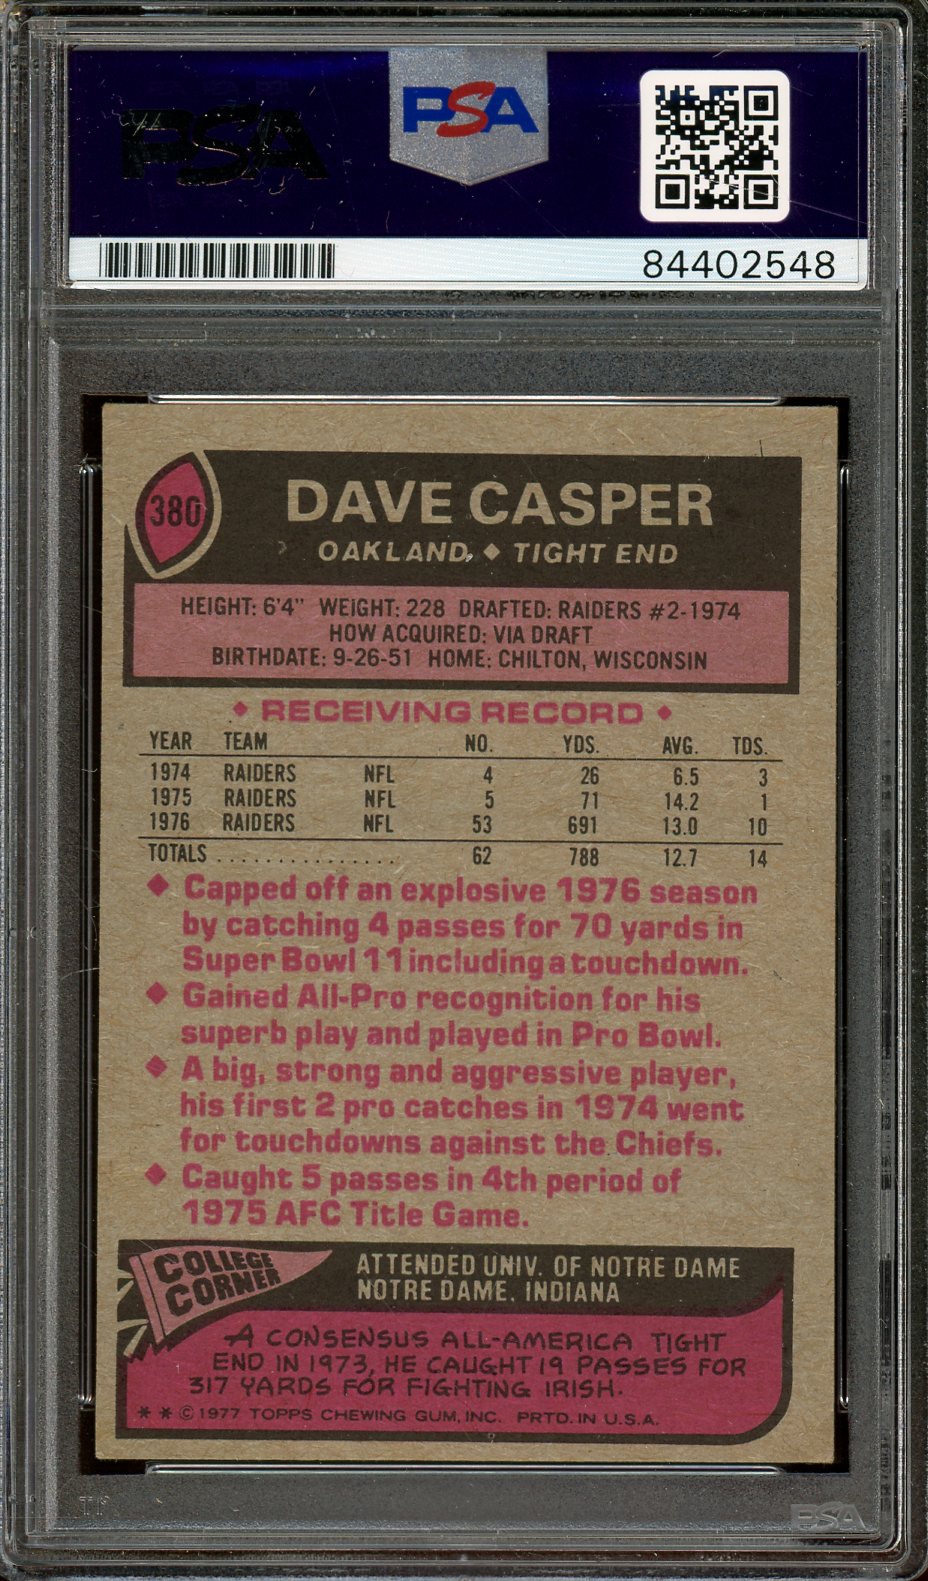 PSA
PSA
84402548
380
DAVE CASPER
OAKLAND ◆ TIGHT END
HEIGHT: 6'4" WEIGHT: 228 DRAFTED: RAIDERS #2-1974
HOW ACQUIRED: VIA DRAFT
BIRTHDATE: 9-26-51 HOME: CHILTON, WISCONSIN
◆ RECEIVING RECORD ◆
YEAR TEAM NO. YDS. AVG. TDS.
1974 RAIDERS NFL 4 26 6.5 3
1975 RAIDERS NFL 5 71 14.2 1
1976 RAIDERS NFL 53 691 13.0 10
TOTALS ................ 62 788 12.7 14
◆ Capped off an explosive 1976 season
by catching 4 passes for 70 yards in
Super Bowl 11 including a touchdown.
◆ Gained All-Pro recognition for his
superb play and played in Pro Bowl.
◆ A big, strong and aggressive player,
his first 2 pro catches in 1974 went
for touchdowns against the Chiefs.
◆ Caught 5 passes in 4th period of
1975 AFC Title Game.
COLLEGE
CORNER
ATTENDED UNIV. OF NOTRE DAME
NOTRE DAME, INDIANA
A CONSENSUS ALL-AMERICA TIGHT
END IN 1973, HE CAUGHT 19 PASSES FOR
317 YARDS FOR FIGHTING IRISH.
* * © 1977 TOPPS CHEWING GUM, INC. PRTD. IN U.S.A.
PSA